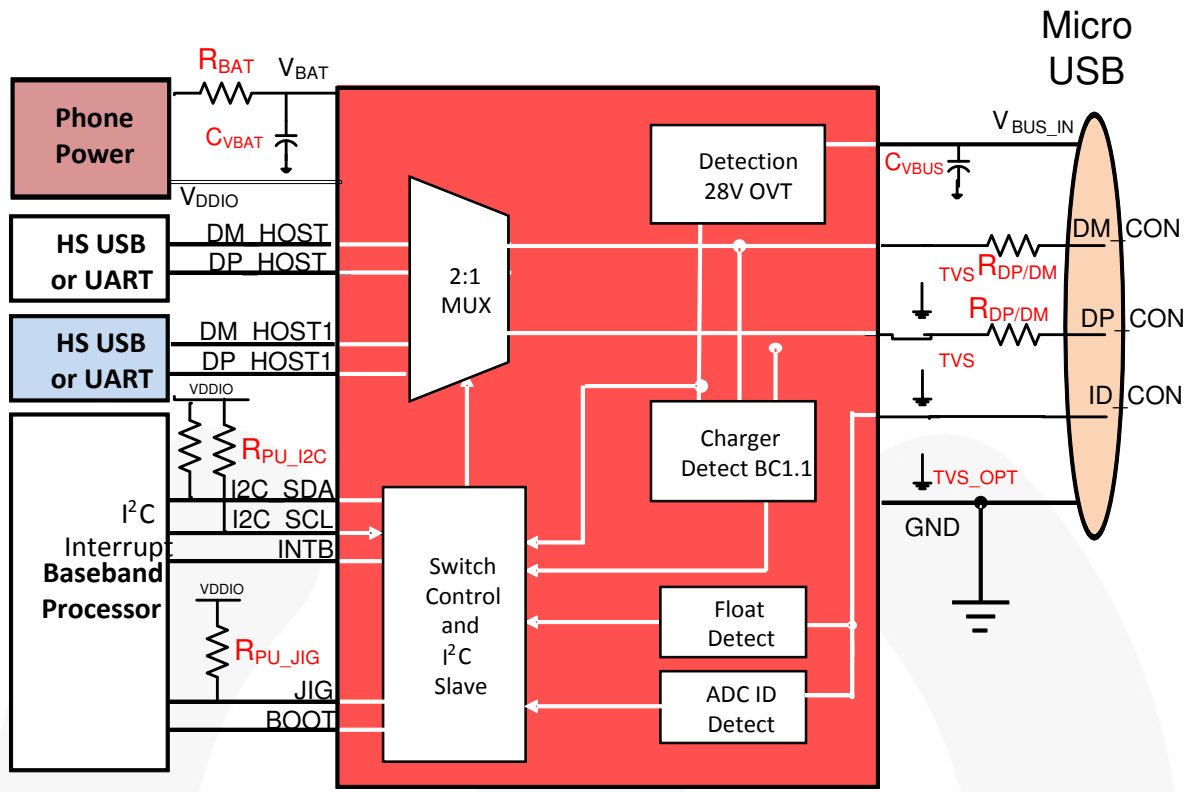 Micro
USB
R_BAT
V_BAT
Phone
Power
C_VBAT
V_DDIO
HS USB
or UART
DM_HOST
DP_HOST
HS USB
or UART
DM_HOST1
DP_HOST1
2:1
MUX
Detection
28V OVT
V_BUS_IN
C_VBUS
DM_CON
TVS
R_DP/DM
R_DP/DM
DP_CON
TVS
ID_CON
Charger
Detect BC1.1
TVS_OPT
GND
VDDIO
R_PU_I2C
I2C_SDA
I2C_SCL
INTB
I²C
Interrupt
Baseband
Processor
VDDIO
R_PU_JIG
JIG
BOOT
Switch
Control
and
I²C
Slave
Float
Detect
ADC ID
Detect